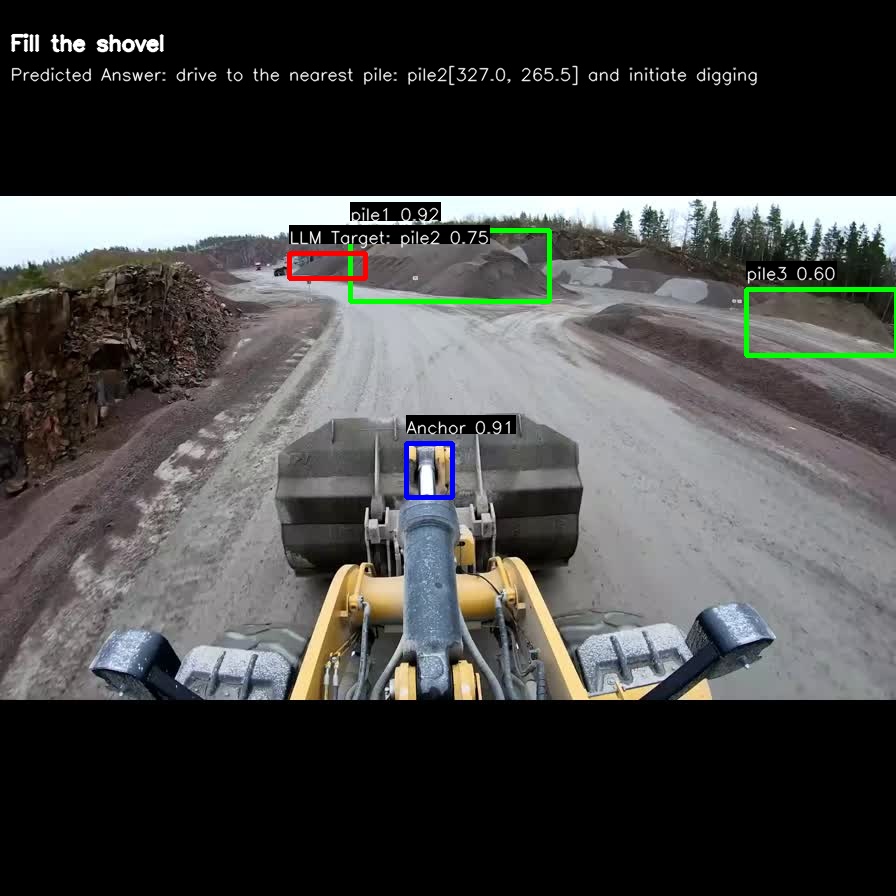 Fill the shovel
Predicted Answer: drive to the nearest pile: pile2[327.0, 265.5] and initiate digging
pile1 0.92
LLM Target: pile2 0.75
pile3 0.60
Anchor 0.91